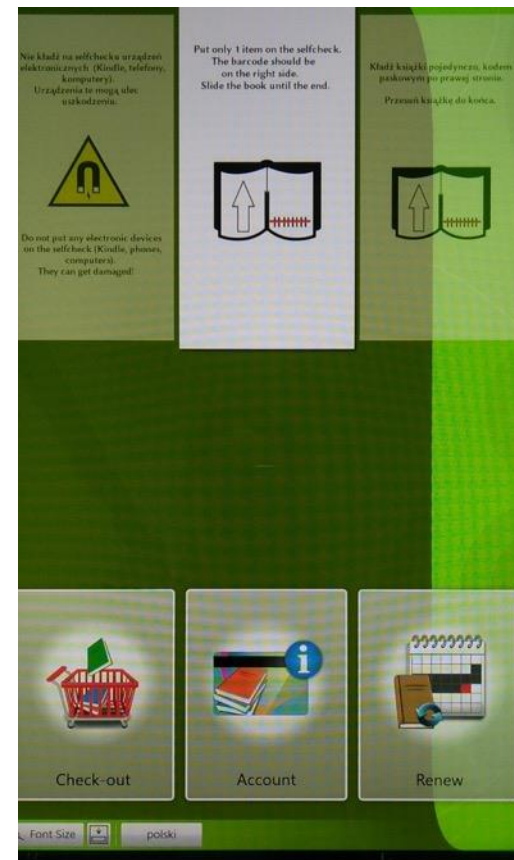 Nie kładź na selfchecku urządzeń
elektronicznych (Kindle, telefony,
komputery).
Urządzenia te mogą ulec
uszkodzeniu.
Do not put any electronic devices
on the selfcheck (Kindle, phones,
computers).
They can get damaged!
Put only 1 item on the selfcheck.
The barcode should be
on the right side.
Slide the book until the end.
Kładź książki pojedynczo, kodem
paskowym po prawej stronie.
Przesuń książkę do końca.
Check-out
Account
Renew
Font Size
polski